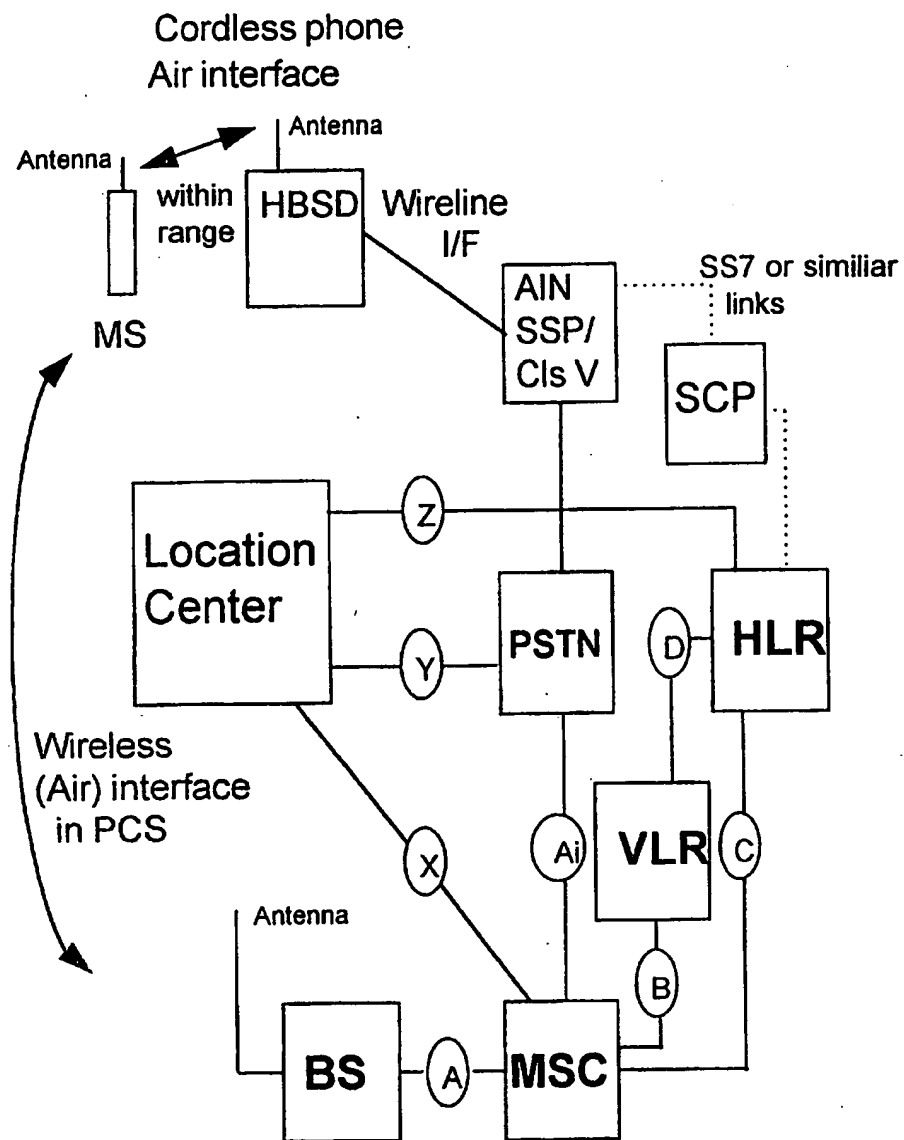 Cordless phone
Air interface
Antenna
Antenna
within
range
HBSD
Wireline
I/F
MS
AIN
SSP/
Cls V
SS7 or similiar
links
SCP
Location
Center
Z
Y
PSTN
D
HLR
Wireless
(Air) interface
in PCS
X
Ai
VLR
C
Antenna
B
BS
A
MSC